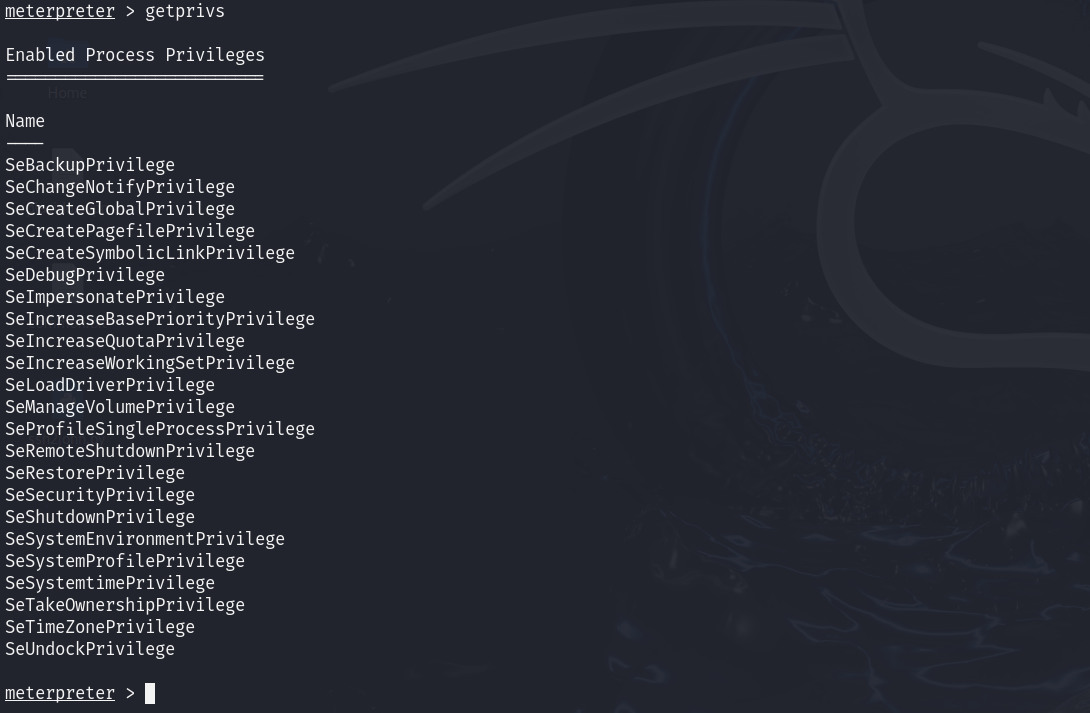 meterpreter > getprivs
Enabled Process Privileges
==========================
Name
----
SeBackupPrivilege
SeChangeNotifyPrivilege
SeCreateGlobalPrivilege
SeCreatePagefilePrivilege
SeCreateSymbolicLinkPrivilege
SeDebugPrivilege
SeImpersonatePrivilege
SeIncreaseBasePriorityPrivilege
SeIncreaseQuotaPrivilege
SeIncreaseWorkingSetPrivilege
SeLoadDriverPrivilege
SeManageVolumePrivilege
SeProfileSingleProcessPrivilege
SeRemoteShutdownPrivilege
SeRestorePrivilege
SeSecurityPrivilege
SeShutdownPrivilege
SeSystemEnvironmentPrivilege
SeSystemProfilePrivilege
SeSystemtimePrivilege
SeTakeOwnershipPrivilege
SeTimeZonePrivilege
SeUndockPrivilege
meterpreter >
Home